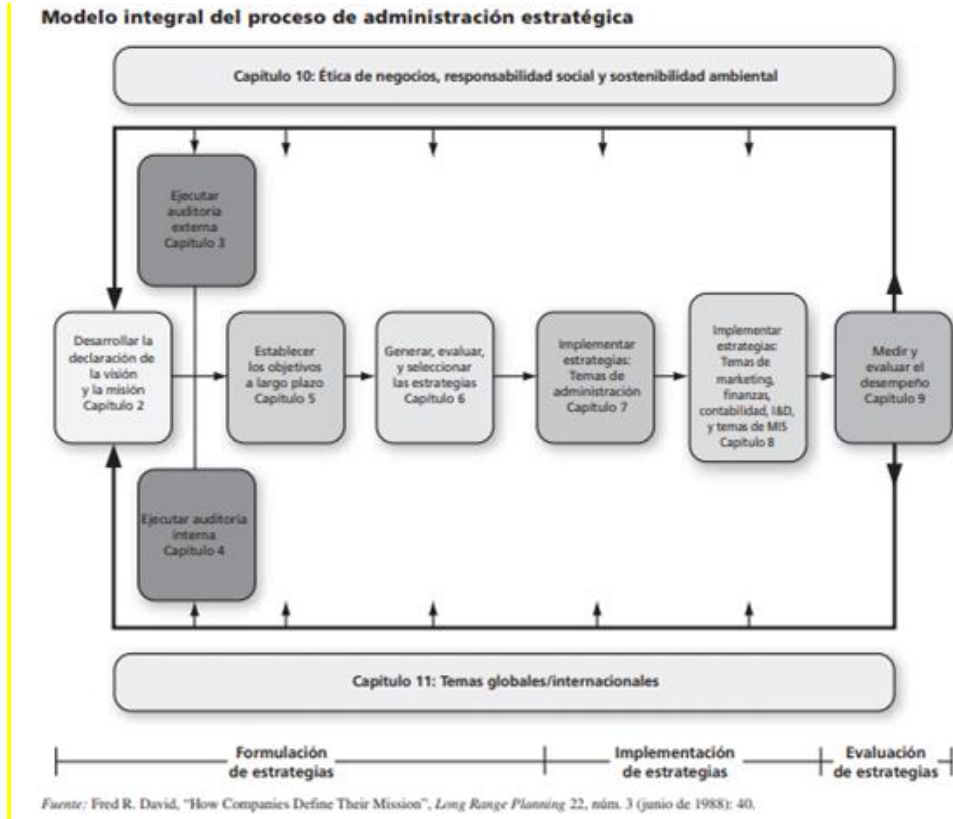 Modelo integral del proceso de administración estratégica
Capítulo 10: Ética de negocios, responsabilidad social y sostenibilidad ambiental
Ejecutar
auditoría
externa
Capítulo 3
Desarrollar la
declaración de
la visión
y la misión
Capítulo 2
Establecer
los objetivos
a largo plazo
Capítulo 5
Generar, evaluar,
y seleccionar
las estrategias
Capítulo 6
Implementar
estrategias:
Temas de
administración
Capítulo 7
Implementar
estrategias:
Temas de
marketing,
finanzas,
contabilidad, I&D,
y temas de MIS
Capítulo 8
Medir y
evaluar el
desempeño
Capítulo 9
Ejecutar auditoría
interna
Capítulo 4
Capítulo 11: Temas globales/internacionales
Formulación
de estrategias
Implementación
de estrategias
Evaluación
de estrategias
Fuente: Fred R. David, "How Companies Define Their Mission", Long Range Planning 22, núm. 3 (junio de 1988): 40.